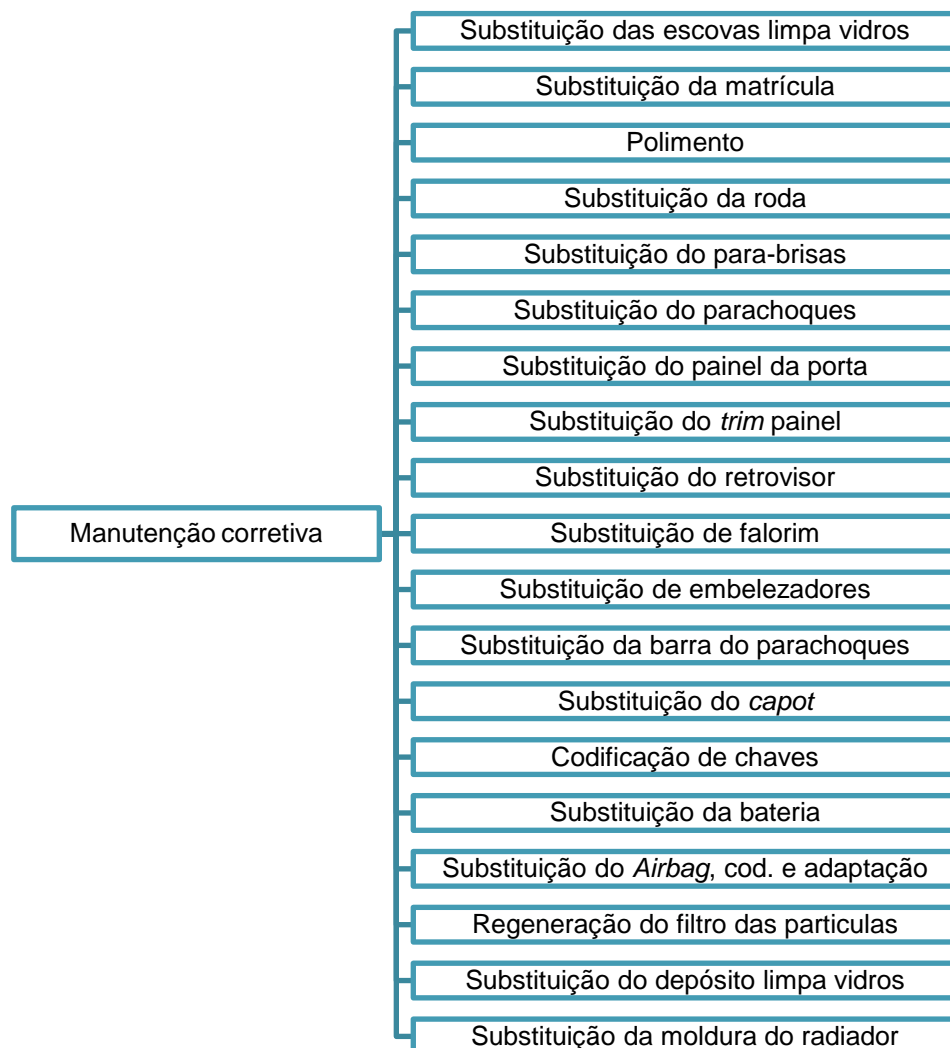 Substituição das escovas limpa vidros
Substituição da matrícula
Polimento
Substituição da roda
Substituição do para-brisas
Substituição do parachoques
Substituição do painel da porta
Substituição do trim painel
Substituição do retrovisor
Manutenção corretiva
Substituição de falorim
Substituição de embelezadores
Substituição da barra do parachoques
Substituição do capot
Codificação de chaves
Substituição da bateria
Substituição do Airbag, cod. e adaptação
Regeneração do filtro das particulas
Substituição do depósito limpa vidros
Substituição da moldura do radiador